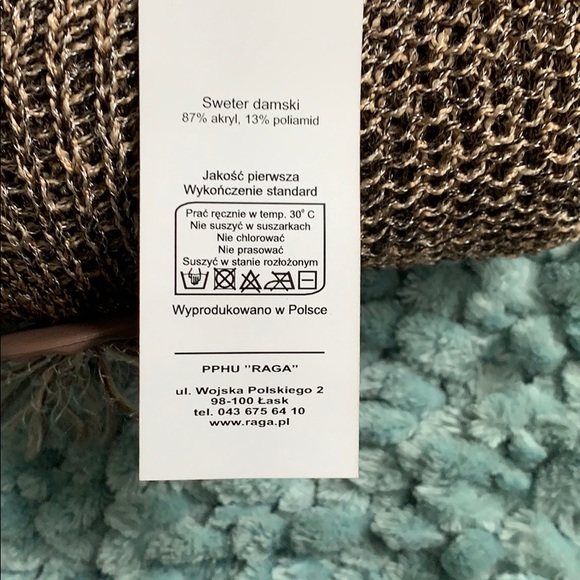 Sweter damski
87% akryl, 13% poliamid
Jakość pierwsza
Wykończenie standard
Prać ręcznie w temp. 30° C
Nie suszyć w suszarkach
Nie chlorować
Nie prasować
Suszyć w stanie rozłożonym
Wyprodukowano w Polsce
PPHU "RAGA"
ul. Wojska Polskiego 2
98-100 Łask
tel. 043 675 64 10
www.raga.pl